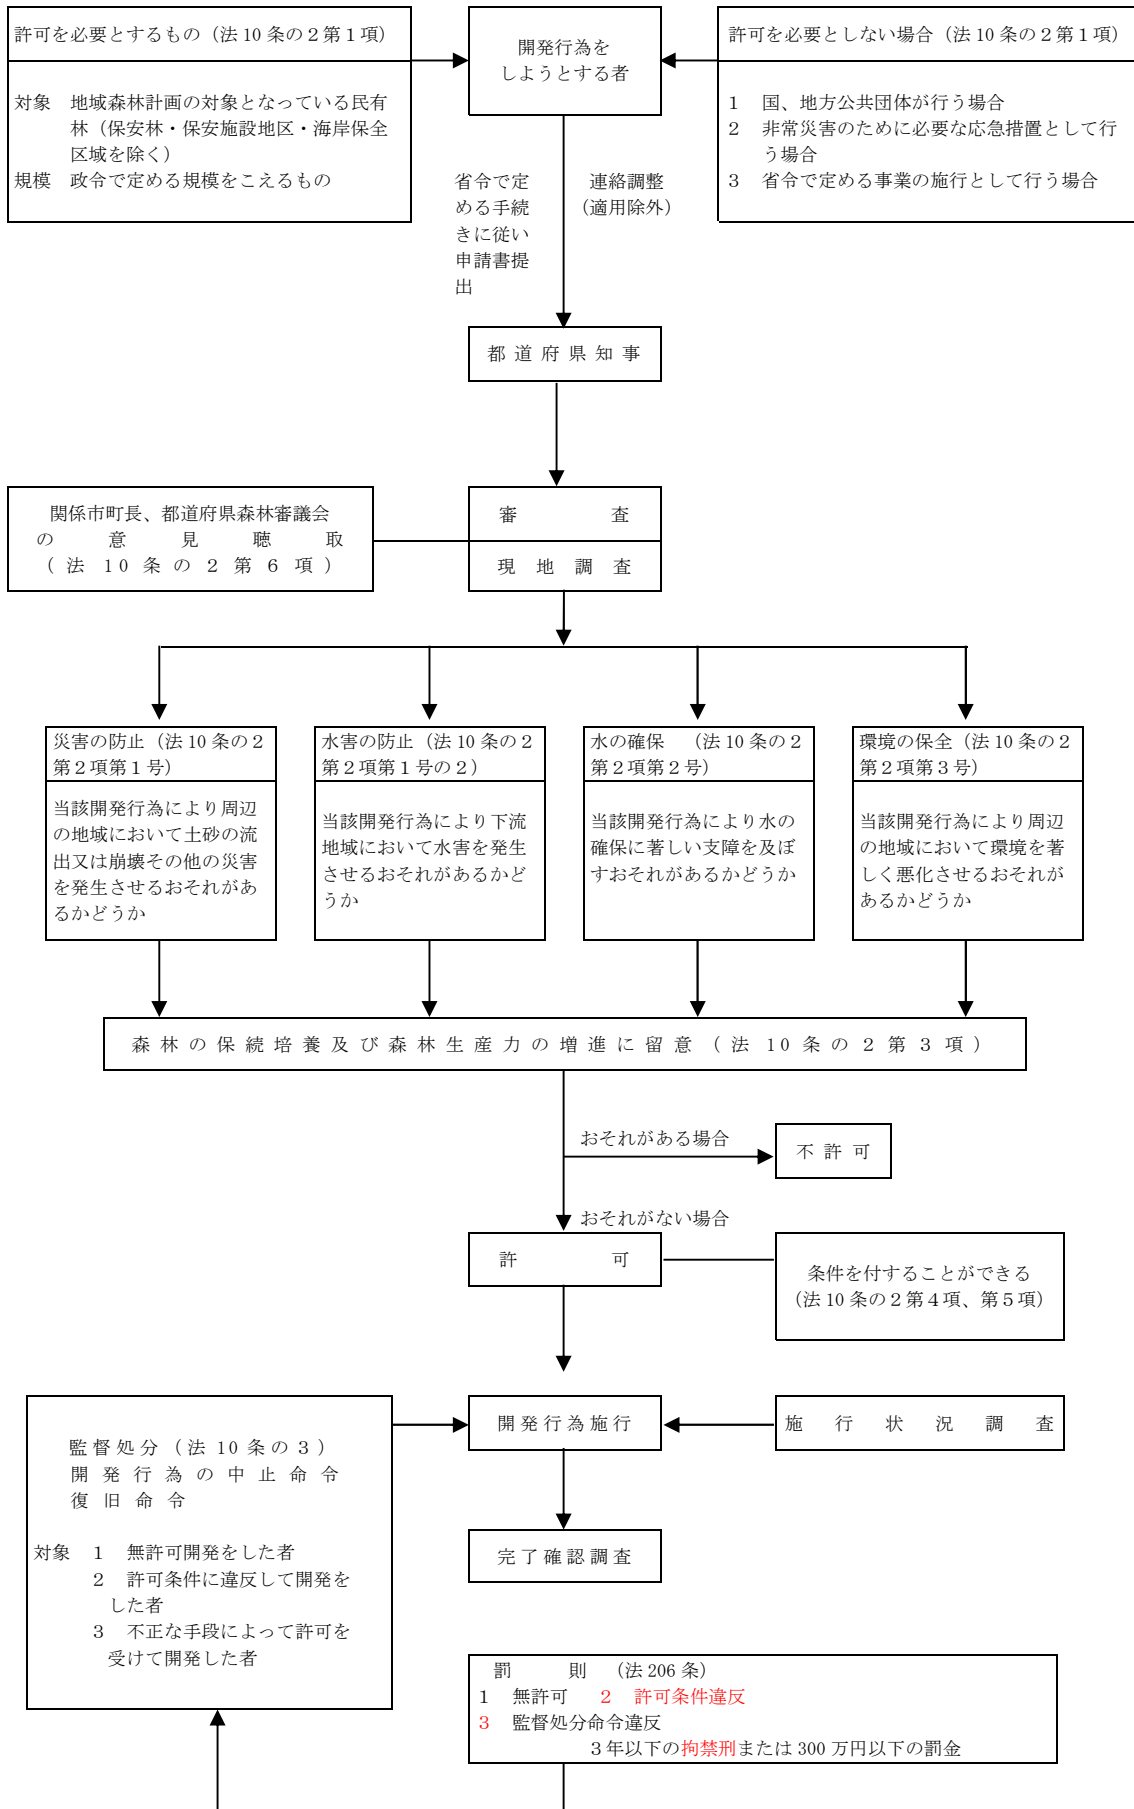 許可を必要とするもの（法10条の２第１項）
対象　地域森林計画の対象となっている民有
林（保安林・保安施設地区・海岸保全
区域を除く）
規模　政令で定める規模をこえるもの
開発行為を
しようとする者
許可を必要としない場合（法10条の２第１項）
１　国、地方公共団体が行う場合
２　非常災害のために必要な応急措置として行
う場合
３　省令で定める事業の施行として行う場合
省令で定
める手続
きに従い
申請書提
出
連絡調整
（適用除外）
都道府県知事
関係市町長、都道府県森林審議会
の意見聴取
（法10条の２第６項）
審　　査
現地調査
災害の防止（法10条の２
第２項第１号）
当該開発行為により周辺
の地域において土砂の流
出又は崩壊その他の災害
を発生させるおそれがあ
るかどうか
水害の防止（法10条の２
第２項第１号の２）
当該開発行為により下流
地域において水害を発生
させるおそれがあるかど
うか
水の確保　（法10条の２
第２項第２号）
当該開発行為により水の
確保に著しい支障を及ぼ
すおそれがあるかどうか
環境の保全（法10条の２
第２項第３号）
当該開発行為により周辺
の地域において環境を著
しく悪化させるおそれが
あるかどうか
森林の保続培養及び森林生産力の増進に留意（法10条の２第３項）
おそれがある場合
不許可
おそれがない場合
許　　可
条件を付することができる
（法10条の２第４項、第５項）
監督処分（法10条の３）
開発行為の中止命令
復旧命令
対象　１　無許可開発をした者
２　許可条件に違反して開発を
した者
３　不正な手段によって許可を
受けて開発した者
開発行為施行
施行状況調査
完了確認調査
罰　　則　（法206条）
１　無許可　２　許可条件違反
３　監督処分命令違反
３年以下の拘禁刑または300万円以下の罰金